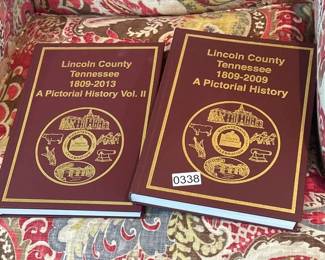 Lincoln County
Tennessee
1809-2013
A Pictorial History Vol. II
Lincoln County
Tennessee
1809-2009
A Pictorial History
0338